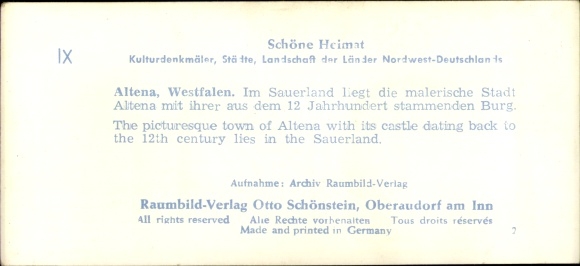 Schöne Heimat
IX
Kulturdenkmäler, Städte, Landschaft der Länder Nordwest-Deutschlands
Altena, Westfalen. Im Sauerland liegt die malerische Stadt
Altena mit ihrer aus dem 12 Jahrhundert stammenden Burg.
The picturesque town of Altena with its castle dating back to
the 12th century lies in the Sauerland.
Aufnahme: Archiv Raumbild-Verlag
Raumbild-Verlag Otto Schönstein, Oberaudorf am Inn
All rights reserved Alle Rechte vorbehalten Tous droits réservés
Made and printed in Germany
7